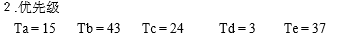 ２.优先级
Ta = 15 Tb = 43 Tc = 24 Td = 3 Te = 37